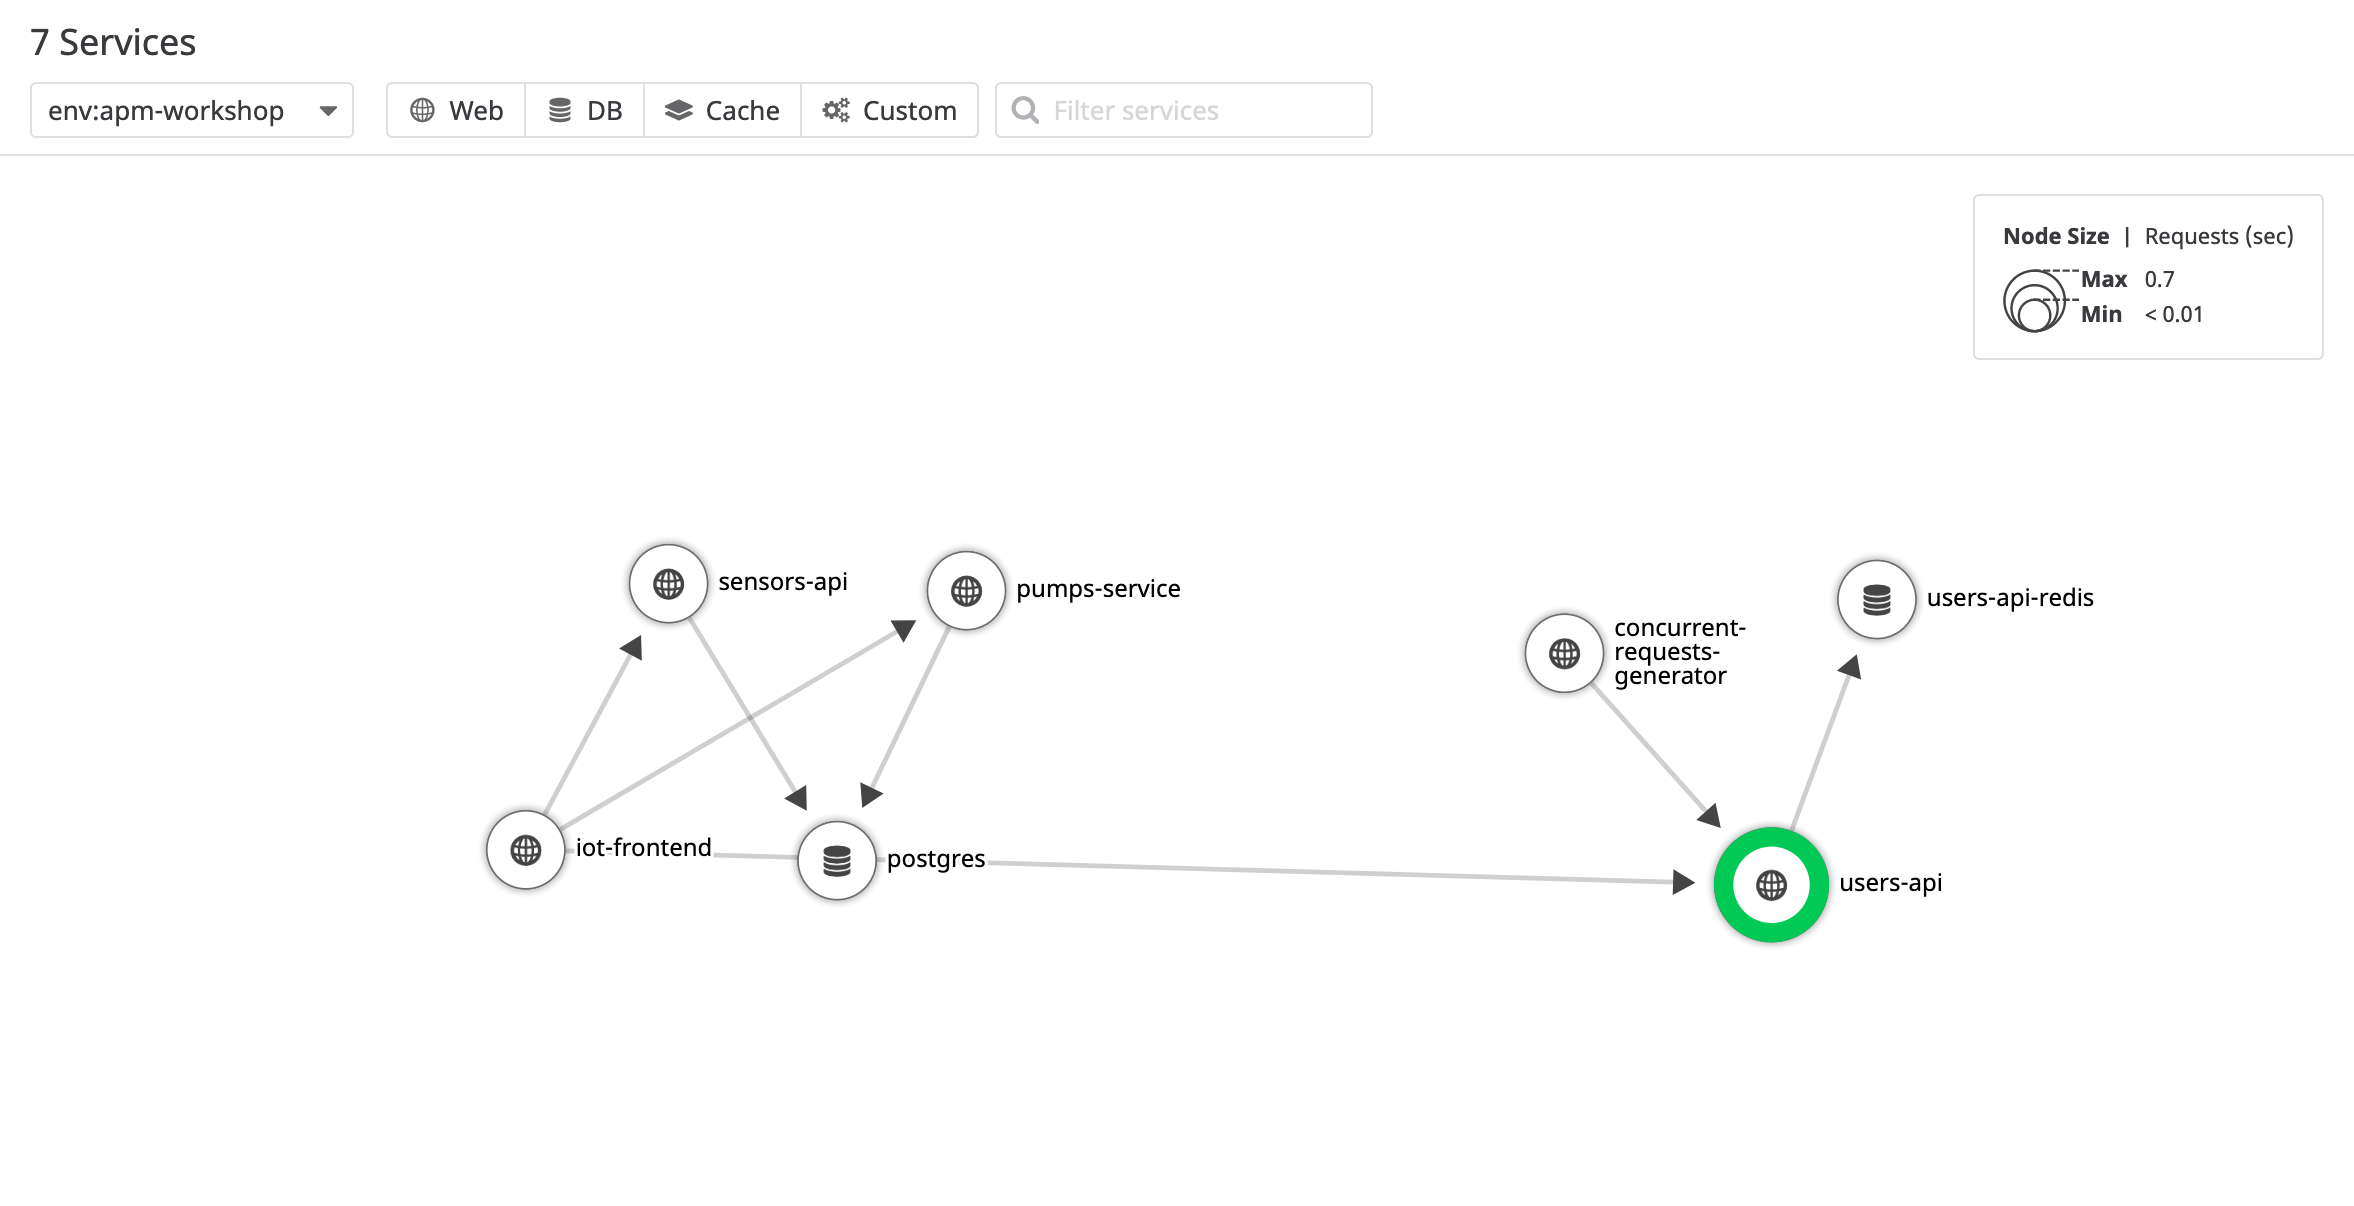 7 Services
env:apm-workshop
Web
DB
Cache
Custom
Filter services
Node Size | Requests (sec)
Max 0.7
Min < 0.01
sensors-api
pumps-service
concurrent-
requests-
generator
users-api-redis
iot-frontend
postgres
users-api